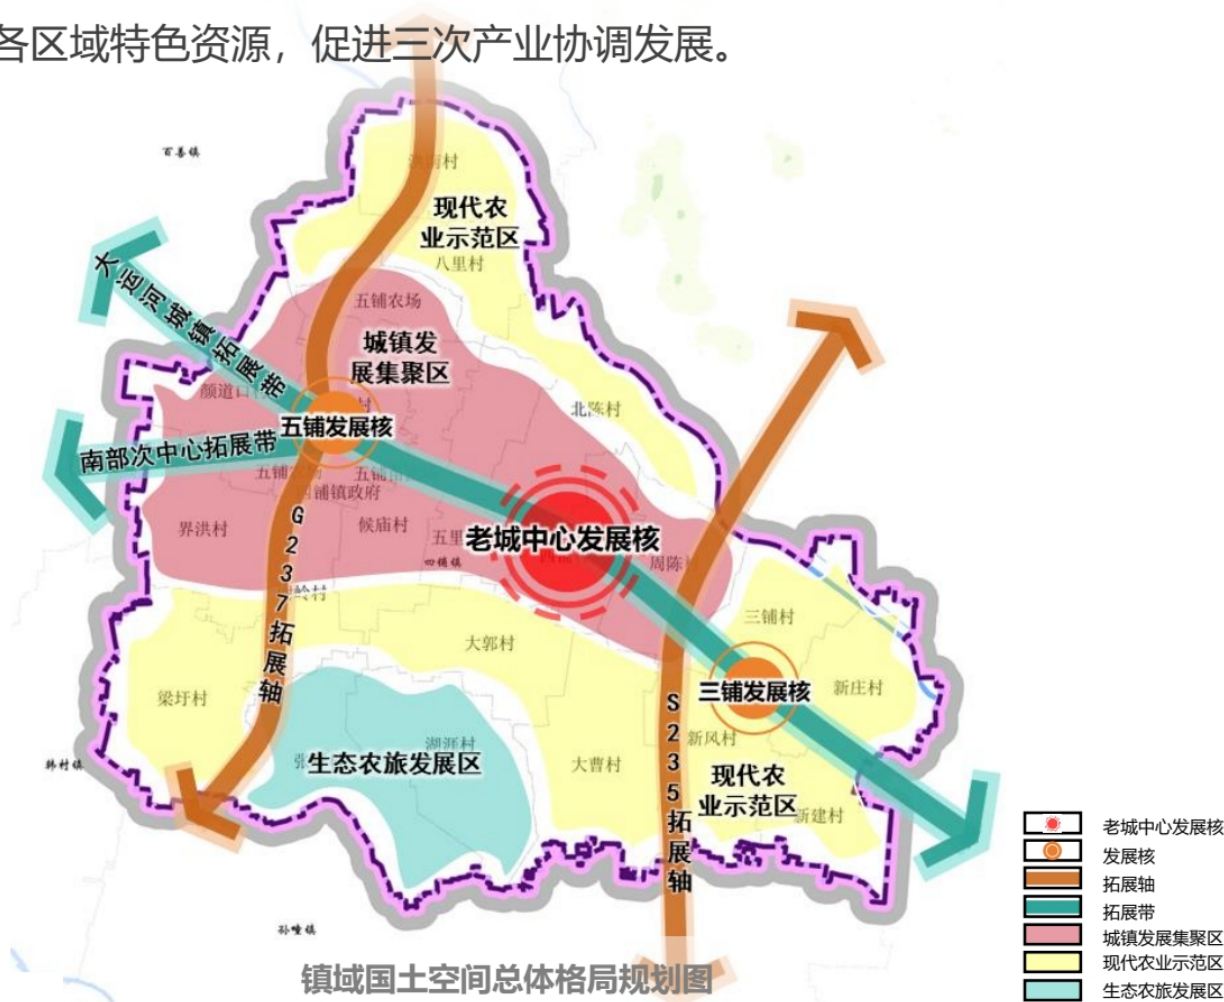 各区域特色资源，促进三次产业协调发展。
百善镇
现代农
业示范区
八里村
五铺农场
城镇发
展集聚区
大运河城镇拓展带
北陈村
五铺发展核
南部次中心拓展带
四铺镇政府
界洪村
候庙村
老城中心发展核
四铺镇
G237拓展轴
三铺村
大郭村
梁圩村
三铺发展核
新庄村
S235拓展轴
新风村
韩村镇
湖涯村
生态农旅发展区
大曹村
现代农
业示范区
新建村
孙疃镇
镇域国土空间总体格局规划图
老城中心发展核
发展核
拓展轴
拓展带
城镇发展集聚区
现代农业示范区
生态农旅发展区